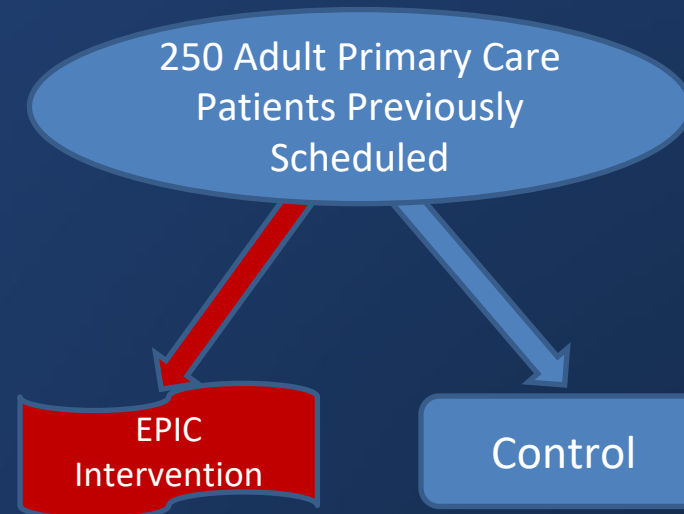 250 Adult Primary Care
Patients Previously
Scheduled
EPIC
Intervention
Control